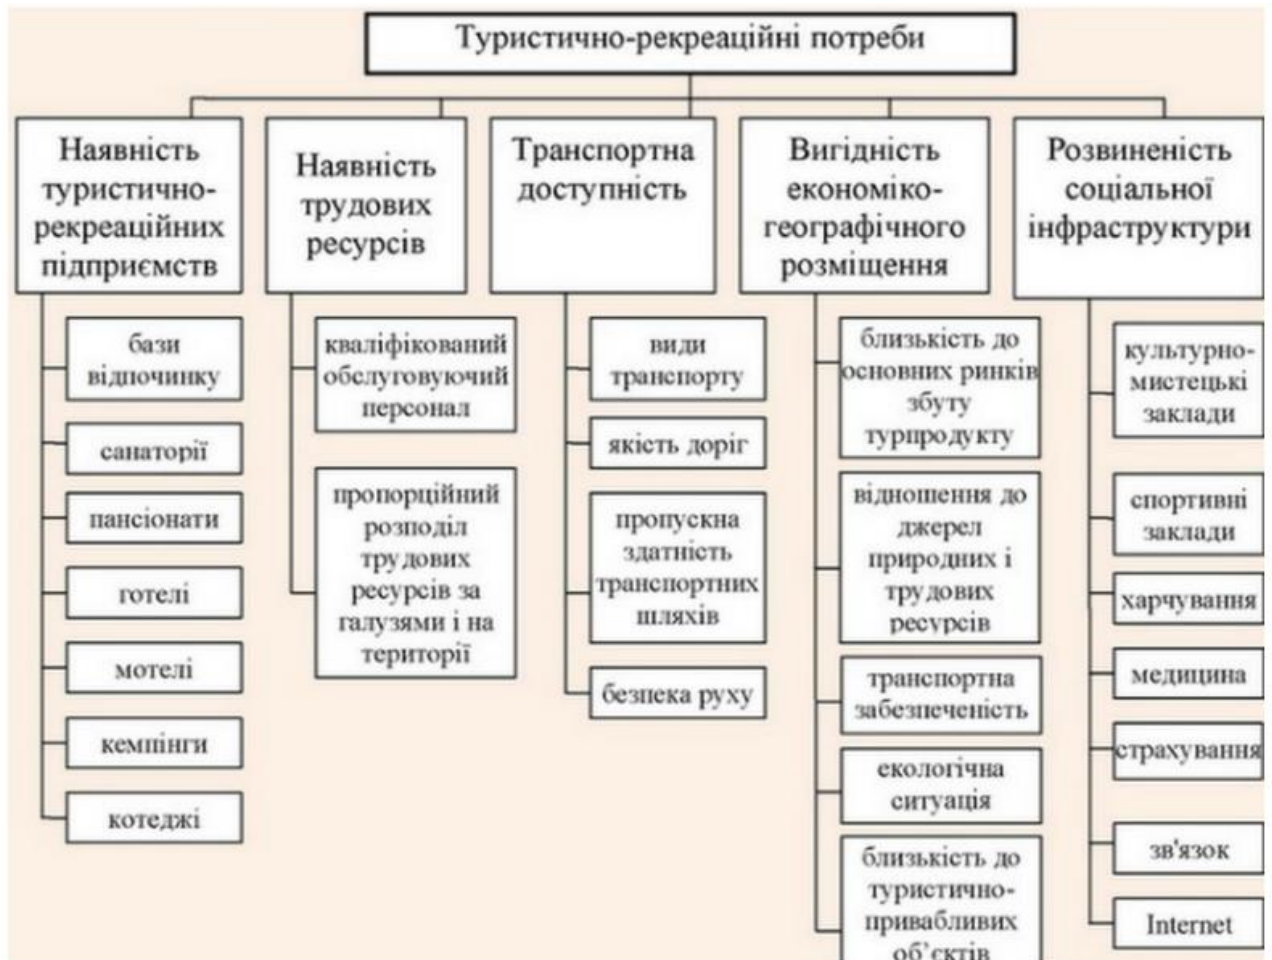 Туристично-рекреаційні потреби
Наявність
туристично-
рекреаційних
підприємств
бази
відпочинку
санаторії
пансіонати
готелі
мотелі
кемпінги
котеджі
Наявність
трудових
ресурсів
кваліфікований
обслуговуючий
персонал
пропорційний
розподіл
трудових
ресурсів за
галузями і на
території
Транспортна
доступність
види
транспорту
якість доріг
пропускна
здатність
транспортних
шляхів
безпека руху
Вигідність
економіко-
географічного
розміщення
близькість до
основних ринків
збуту
турпродукту
відношення до
джерел
природних і
трудових
ресурсів
транспортна
забезпеченість
екологічна
ситуація
близькість до
туристично-
привабливих
об’єктів
Розвиненість
соціальної
інфраструктури
культурно-
мистецькі
заклади
спортивні
заклади
харчування
медицина
страхування
зв'язок
Internet